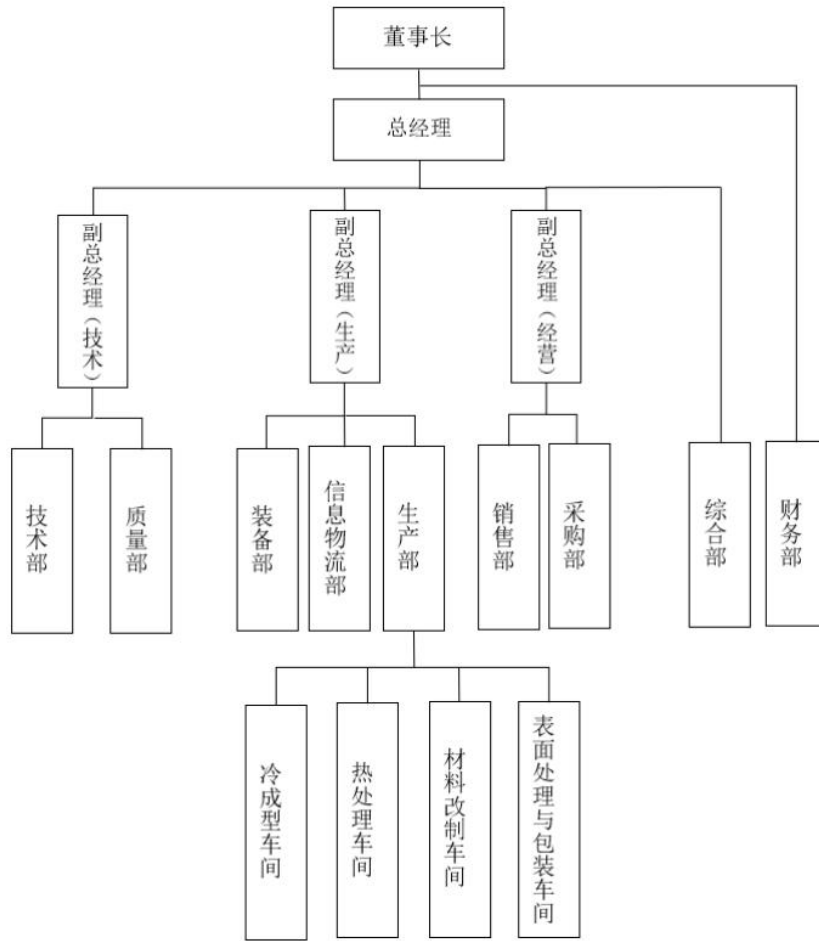 董事长
总经理
副总经理（技术）
副总经理（生产）
副总经理（经营）
技术部
质量部
装备部
信息物流部
生产部
销售部
采购部
综合部
财务部
冷成型车间
热处理车间
材料改制车间
表面处理与包装车间